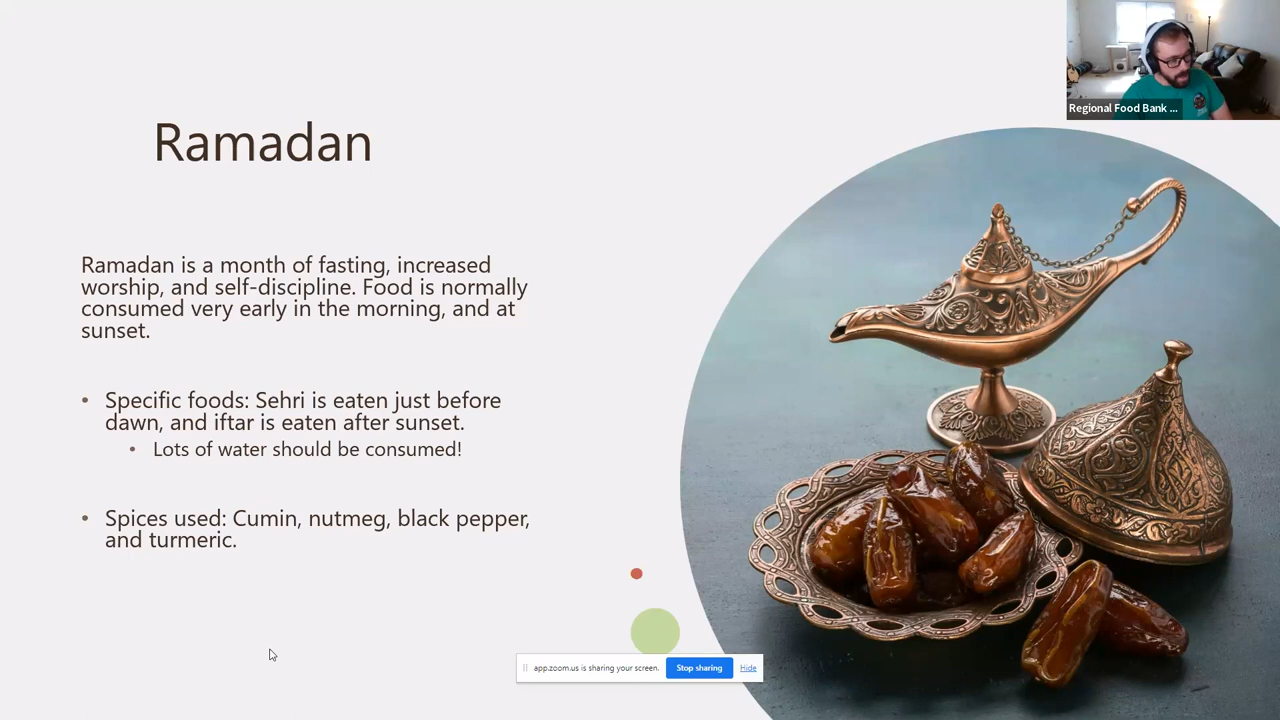 Regional Food Bank ...
Ramadan
Ramadan is a month of fasting, increased
worship, and self-discipline. Food is normally
consumed very early in the morning, and at
sunset.
• Specific foods: Sehri is eaten just before
dawn, and iftar is eaten after sunset.
• Lots of water should be consumed!
• Spices used: Cumin, nutmeg, black pepper,
and turmeric.
app.zoom.us is sharing your screen. Stop sharing Hide